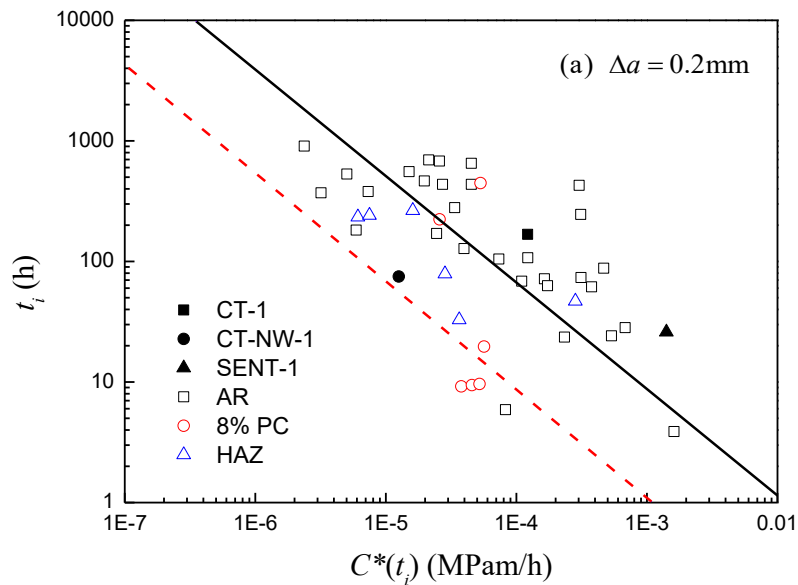 (a) Δa = 0.2mm
10000
1000
100
10
1
t_i (h)
CT-1
CT-NW-1
SENT-1
AR
8% PC
HAZ
1E-7 1E-6 1E-5 1E-4 1E-3 0.01
C*(t_i) (MPam/h)